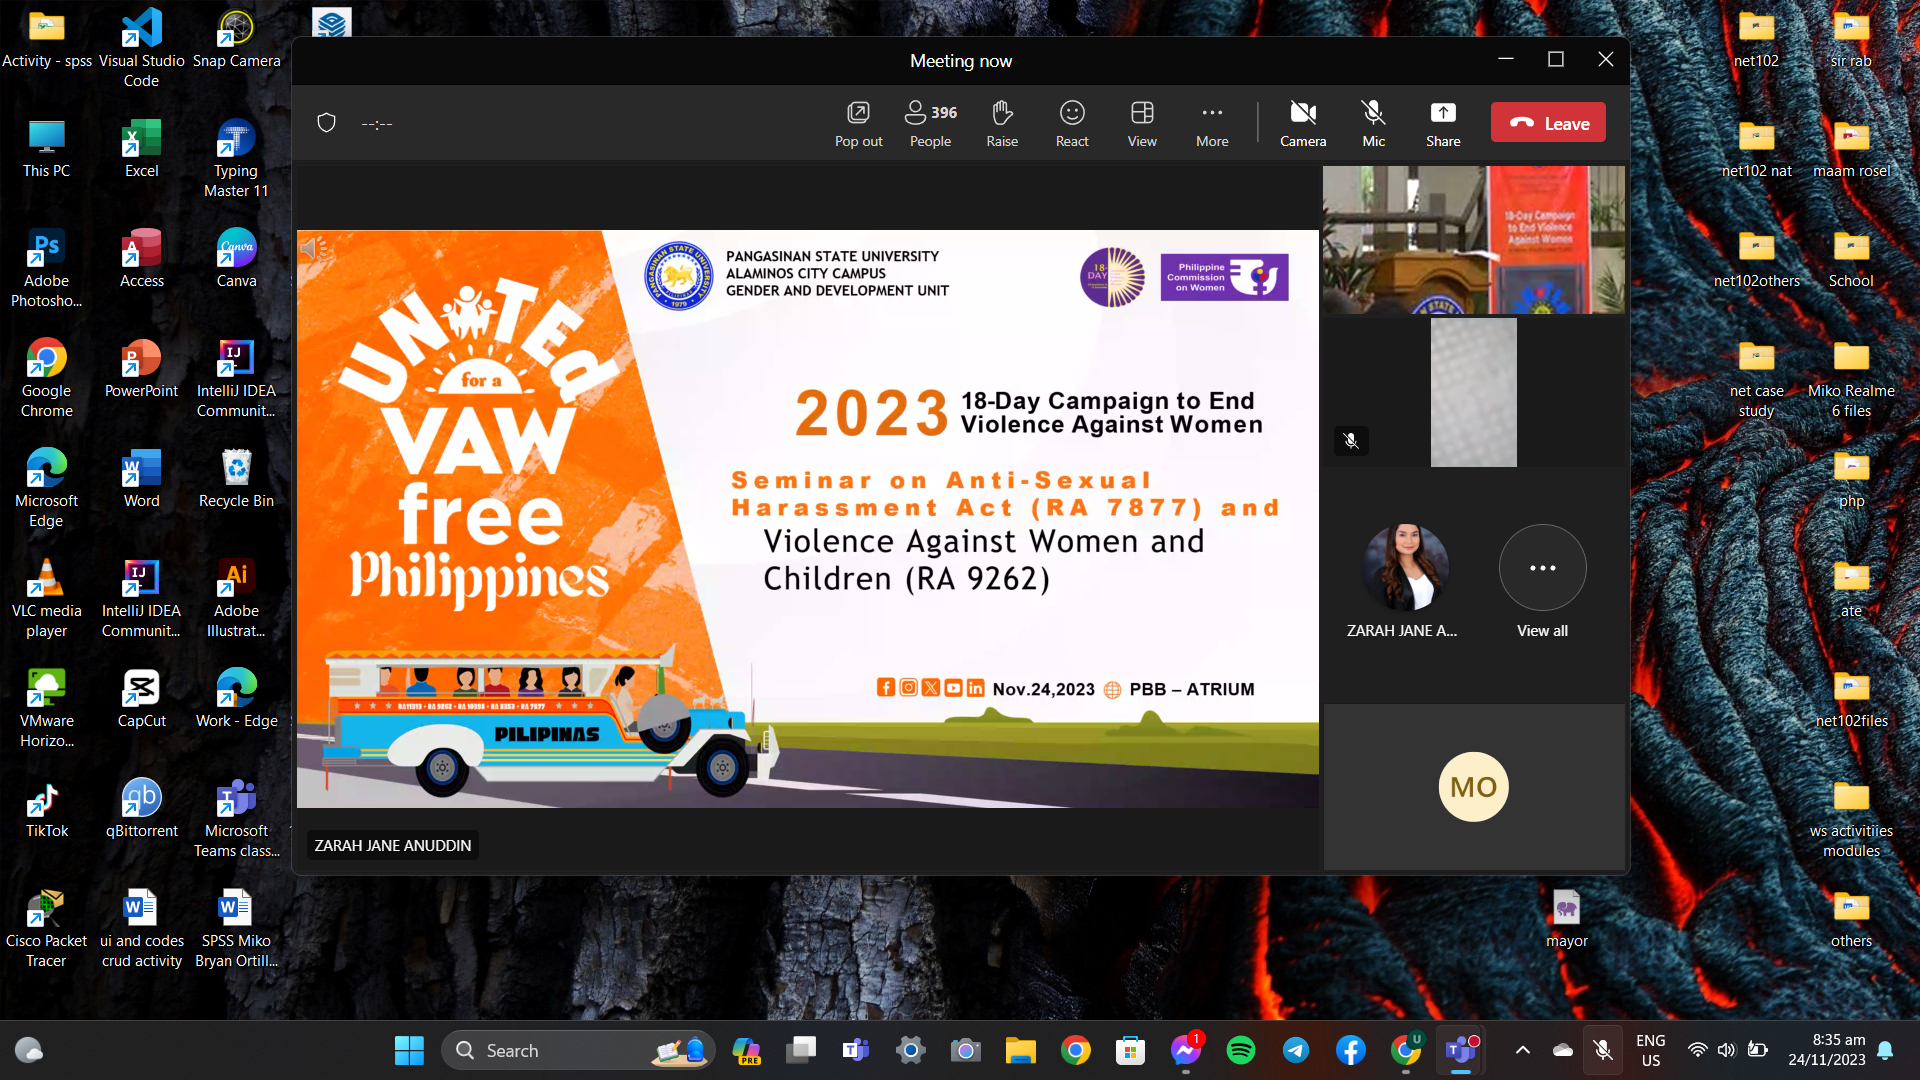 Activity - spss
Visual Studio
Code
Snap Camera
This PC
Excel
Typing
Master 11
Adobe
Photosho...
Access
Canva
Google
Chrome
PowerPoint
IntelliJ IDEA
Communit...
Microsoft
Edge
Word
Recycle Bin
VLC media
player
IntelliJ IDEA
Communit...
Adobe
Illustrat...
VMware
Horizo...
CapCut
Work - Edge
TikTok
qBittorrent
Microsoft
Teams class...
Cisco Packet
Tracer
ui and codes
crud activity
SPSS Miko
Bryan Ortill...
Meeting now
--:--
Pop out
396
People
Raise
React
View
More
Camera
Mic
Share
Leave
UNiTEd
for a
VAW
free
Philippines
PANGASINAN STATE UNIVERSITY
ALAMINOS CITY CAMPUS
GENDER AND DEVELOPMENT UNIT
PANGASINAN STATE UNIVERSITY
1979
18-
DAY
Philippine
Commission
on Women
2023 18-Day Campaign to End
Violence Against Women
Seminar on Anti-Sexual
Harassment Act (RA 7877) and
Violence Against Women and
Children (RA 9262)
Nov.24,2023 PBB – ATRIUM
PILIPINAS
ZARAH JANE ANUDDIN
18-Day Campaign
to End Violence
Against Women
ZARAH JANE A...
View all
MO
net102
sir rab
net102 nat
maam rosel
net102others
School
net case
study
Miko Realme
6 files
php
ate
net102files
ws activitiies
modules
mayor
others
Search
PRE
1
U
ENG
US
8:35 am
24/11/2023